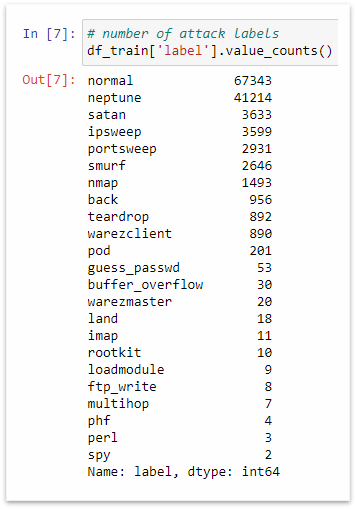 In [7]: # number of attack labels
df_train['label'].value_counts()
Out[7]: normal 67343
neptune 41214
satan 3633
ipsweep 3599
portsweep 2931
smurf 2646
nmap 1493
back 956
teardrop 892
warezclient 890
pod 201
guess_passwd 53
buffer_overflow 30
warezmaster 20
land 18
imap 11
rootkit 10
loadmodule 9
ftp_write 8
multihop 7
phf 4
perl 3
spy 2
Name: label, dtype: int64